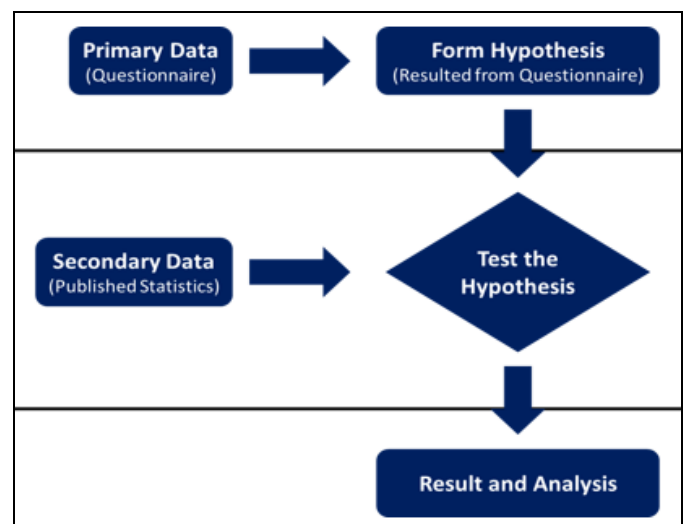 Primary Data
(Questionnaire)
Form Hypothesis
(Resulted from Questionnaire)
Secondary Data
(Published Statistics)
Test the
Hypothesis
Result and Analysis